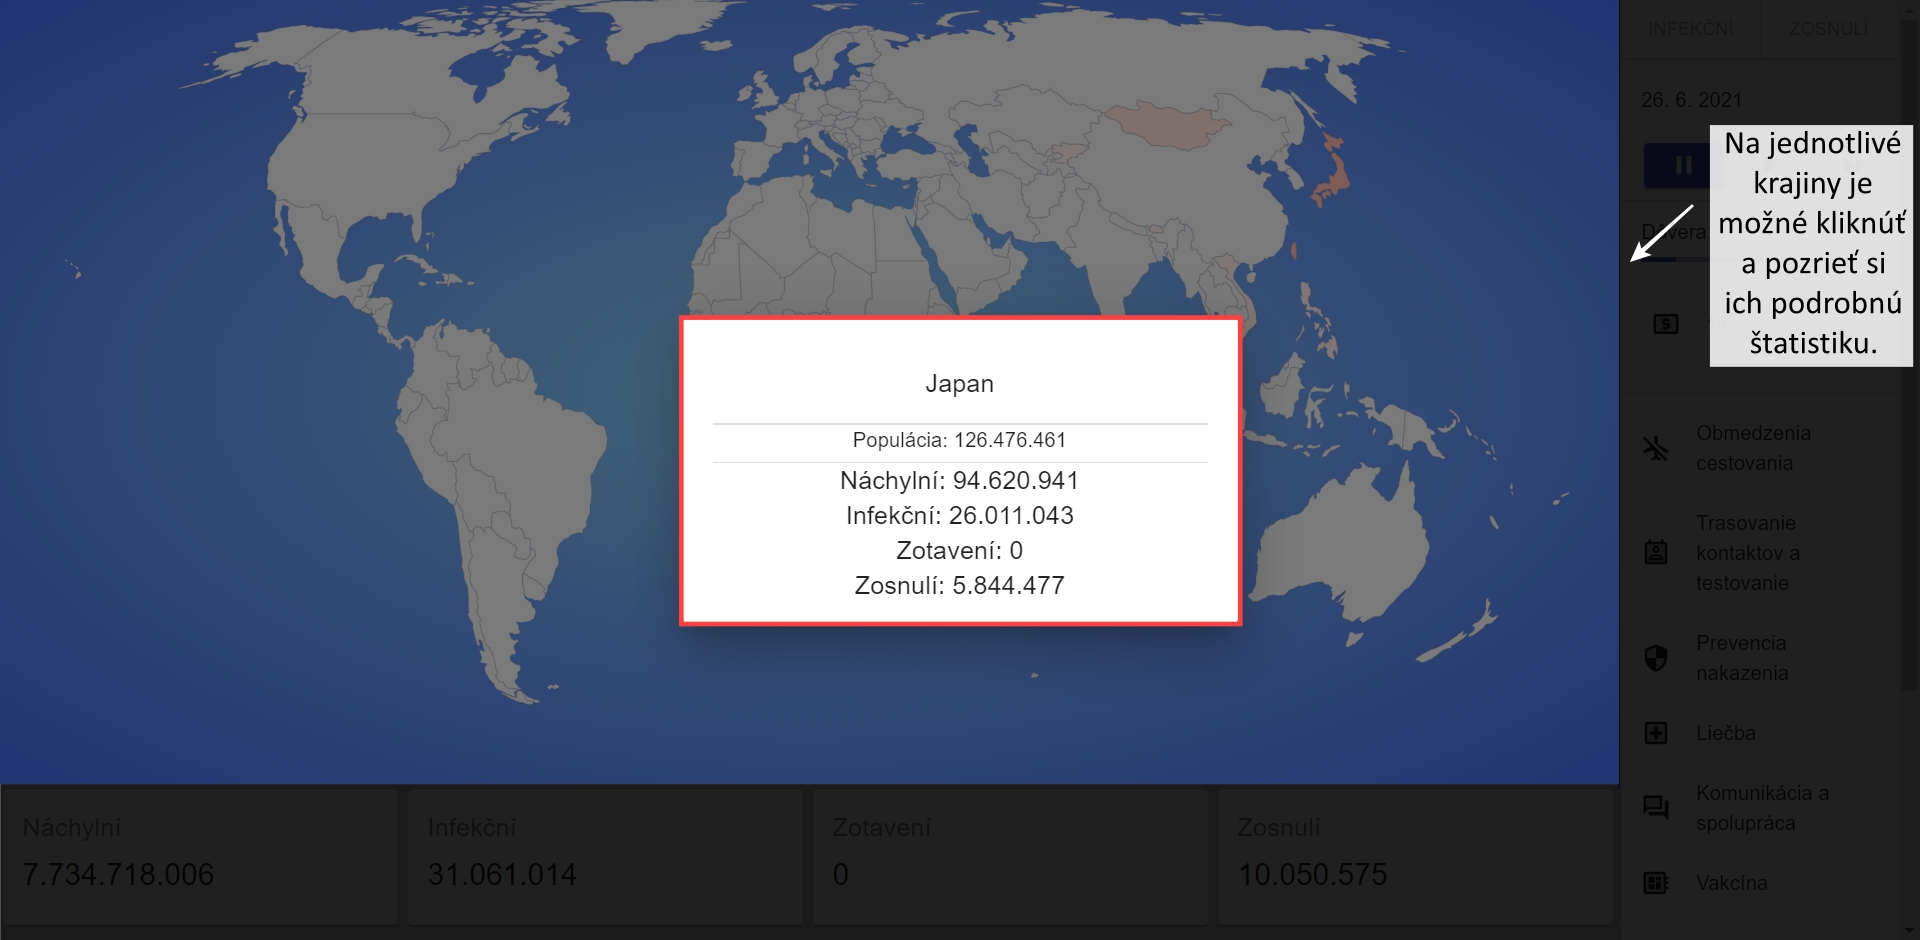 INFEKČNÍ
ZOSNULÍ
26. 6. 2021
Na jednotlivé
krajiny je
možné kliknúť
a pozrieť si
ich podrobnú
štatistiku.
Japan
Populácia: 126.476.461
Náchylní: 94.620.941
Infekční: 26.011.043
Zotavení: 0
Zosnulí: 5.844.477
Obmedzenia
cestovania
Trasovanie
kontaktov a
testovanie
Prevencia
nakazenia
Liečba
Komunikácia a
spolupráca
Vakcína
Náchylní
7.734.718.006
Infekční
31.061.014
Zotavení
0
Zosnulí
10.050.575